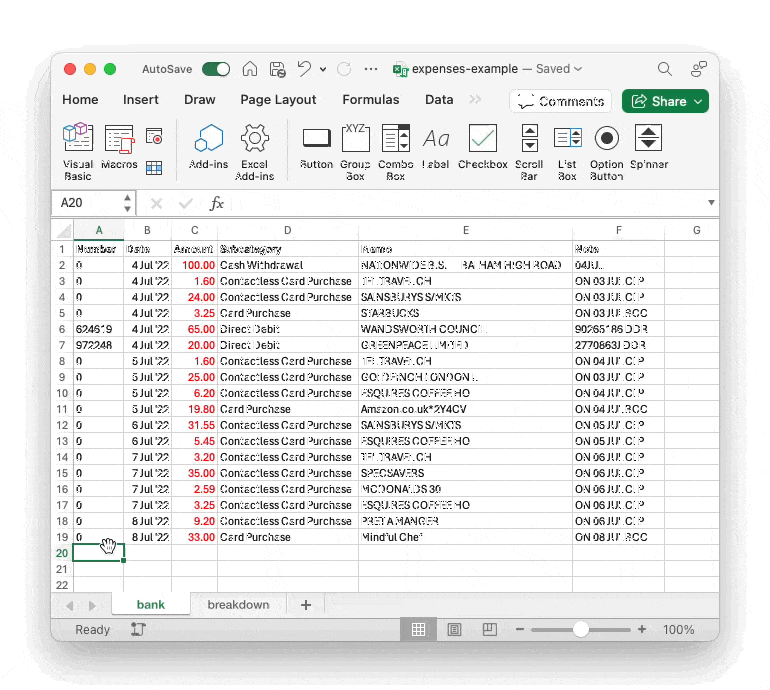 AutoSave expenses-example — Saved
Home Insert Draw Page Layout Formulas Data Comments Share
Visual Basic Macros Add-ins Excel Add-ins Button Group Box Combo Box Label Checkbox Scroll Bar List Box Option Button Spinner
XYZ Aa
A20 fx
A B C D E F G
1 Number Date Amount Subcategory Memo Note
2 0 4 Jul '22 100.00 Cash Withdrawal NATIONWIDE B.S. BALHAM HIGH ROAD 04JUL
3 0 4 Jul '22 1.60 Contactless Card Purchase TFL TRAVEL CH ON 03 JUL CLP
4 0 4 Jul '22 24.00 Contactless Card Purchase SAINSBURYS S/MKTS ON 03 JUL CLP
5 0 4 Jul '22 3.25 Card Purchase STARBUCKS ON 03 JUL BCC
6 624619 4 Jul '22 65.00 Direct Debit WANDSWORTH COUNCIL 90265186 DDR
7 972248 4 Jul '22 20.00 Direct Debit GREENPEACE LIMITED 2770863J DDR
8 0 5 Jul '22 1.60 Contactless Card Purchase TFL TRAVEL CH ON 04 JUL CLP
9 0 5 Jul '22 25.00 Contactless Card Purchase ON 03 JUL CLP
10 0 5 Jul '22 6.20 Contactless Card Purchase ESQUIRES COFFEE HO ON 04 JUL CLP
11 0 5 Jul '22 19.80 Card Purchase Amazon.co.uk*2Y4CV ON 04 JUL BCC
12 0 6 Jul '22 31.55 Contactless Card Purchase SAINSBURYS S/MKTS ON 05 JUL CLP
13 0 6 Jul '22 5.45 Contactless Card Purchase ESQUIRES COFFEE HO ON 05 JUL CLP
14 0 7 Jul '22 3.20 Contactless Card Purchase TFL TRAVEL CH ON 06 JUL CLP
15 0 7 Jul '22 35.00 Contactless Card Purchase SPECSAVERS ON 06 JUL CLP
16 0 7 Jul '22 2.59 Contactless Card Purchase MCDONALDS 30 ON 06 JUL CLP
17 0 7 Jul '22 3.25 Contactless Card Purchase ESQUIRES COFFEE HO ON 06 JUL CLP
18 0 8 Jul '22 9.20 Contactless Card Purchase PRET A MANGER ON 06 JUL CLP
19 0 8 Jul '22 33.00 Card Purchase Mindful Chef ON 08 JUL BCC
20
21
22
bank breakdown +
Ready − + 100%